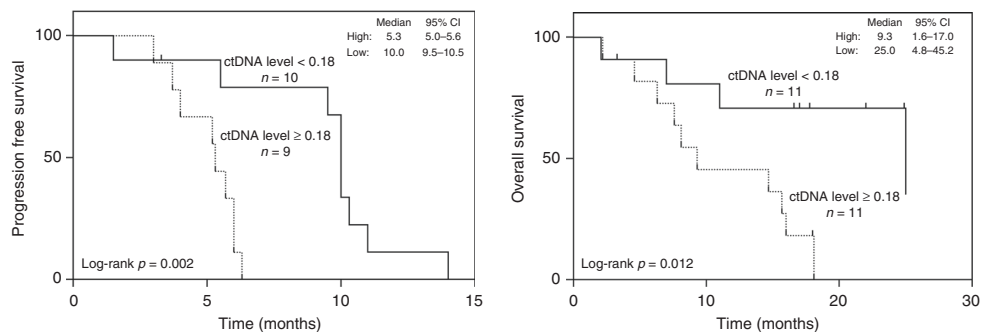 Median 95% CI
High: 5.3 5.0–5.6
Low: 10.0 9.5–10.5
100
50
0
Progression free survival
ctDNA level < 0.18
n = 10
ctDNA level ≥ 0.18
n = 9
Log-rank p = 0.002
0 5 10 15
Time (months)
Median 95% CI
High: 9.3 1.6–17.0
Low: 25.0 4.8–45.2
100
50
0
Overall survival
ctDNA level < 0.18
n = 11
ctDNA level ≥ 0.18
n = 11
Log-rank p = 0.012
0 10 20 30
Time (months)